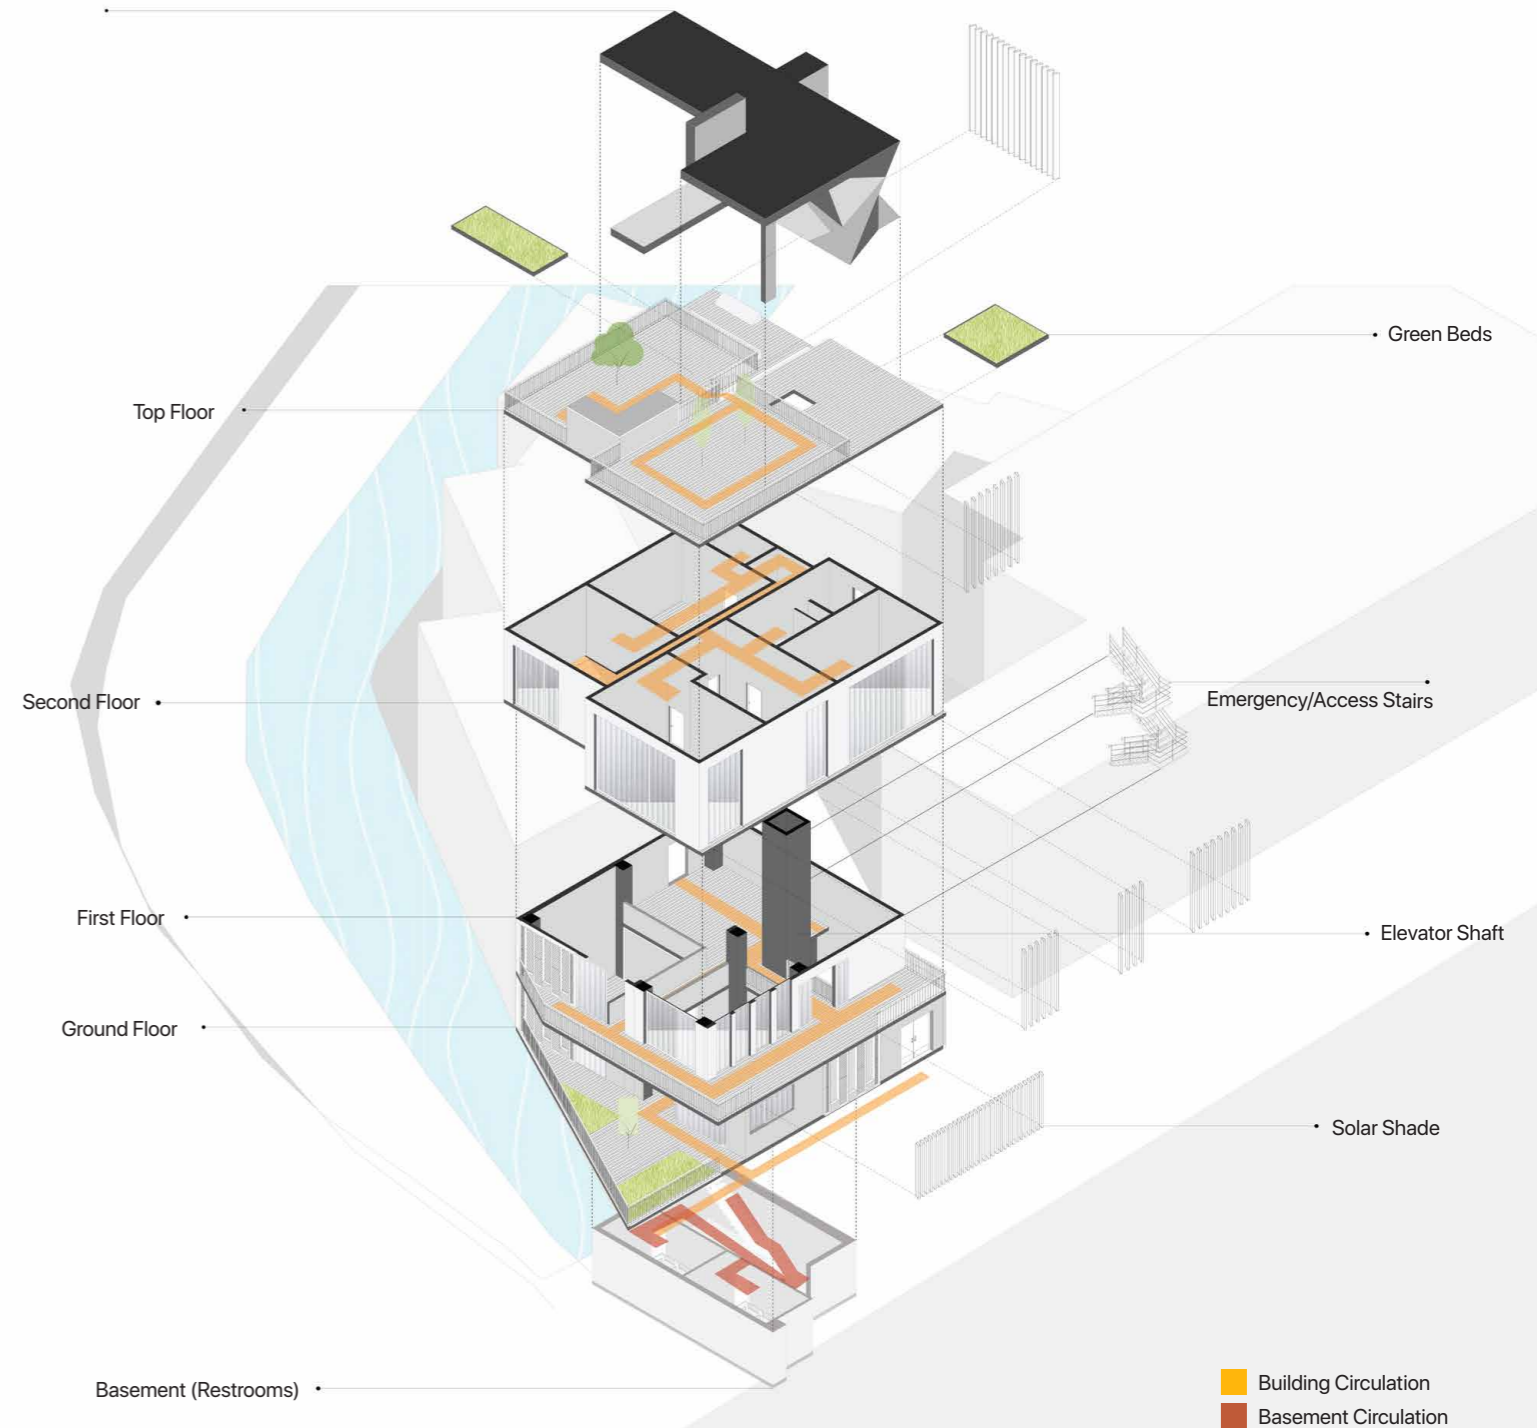 Green Beds
Top Floor
Second Floor
Emergency/Access Stairs
First Floor
Elevator Shaft
Ground Floor
Solar Shade
Basement (Restrooms)
Building Circulation
Basement Circulation